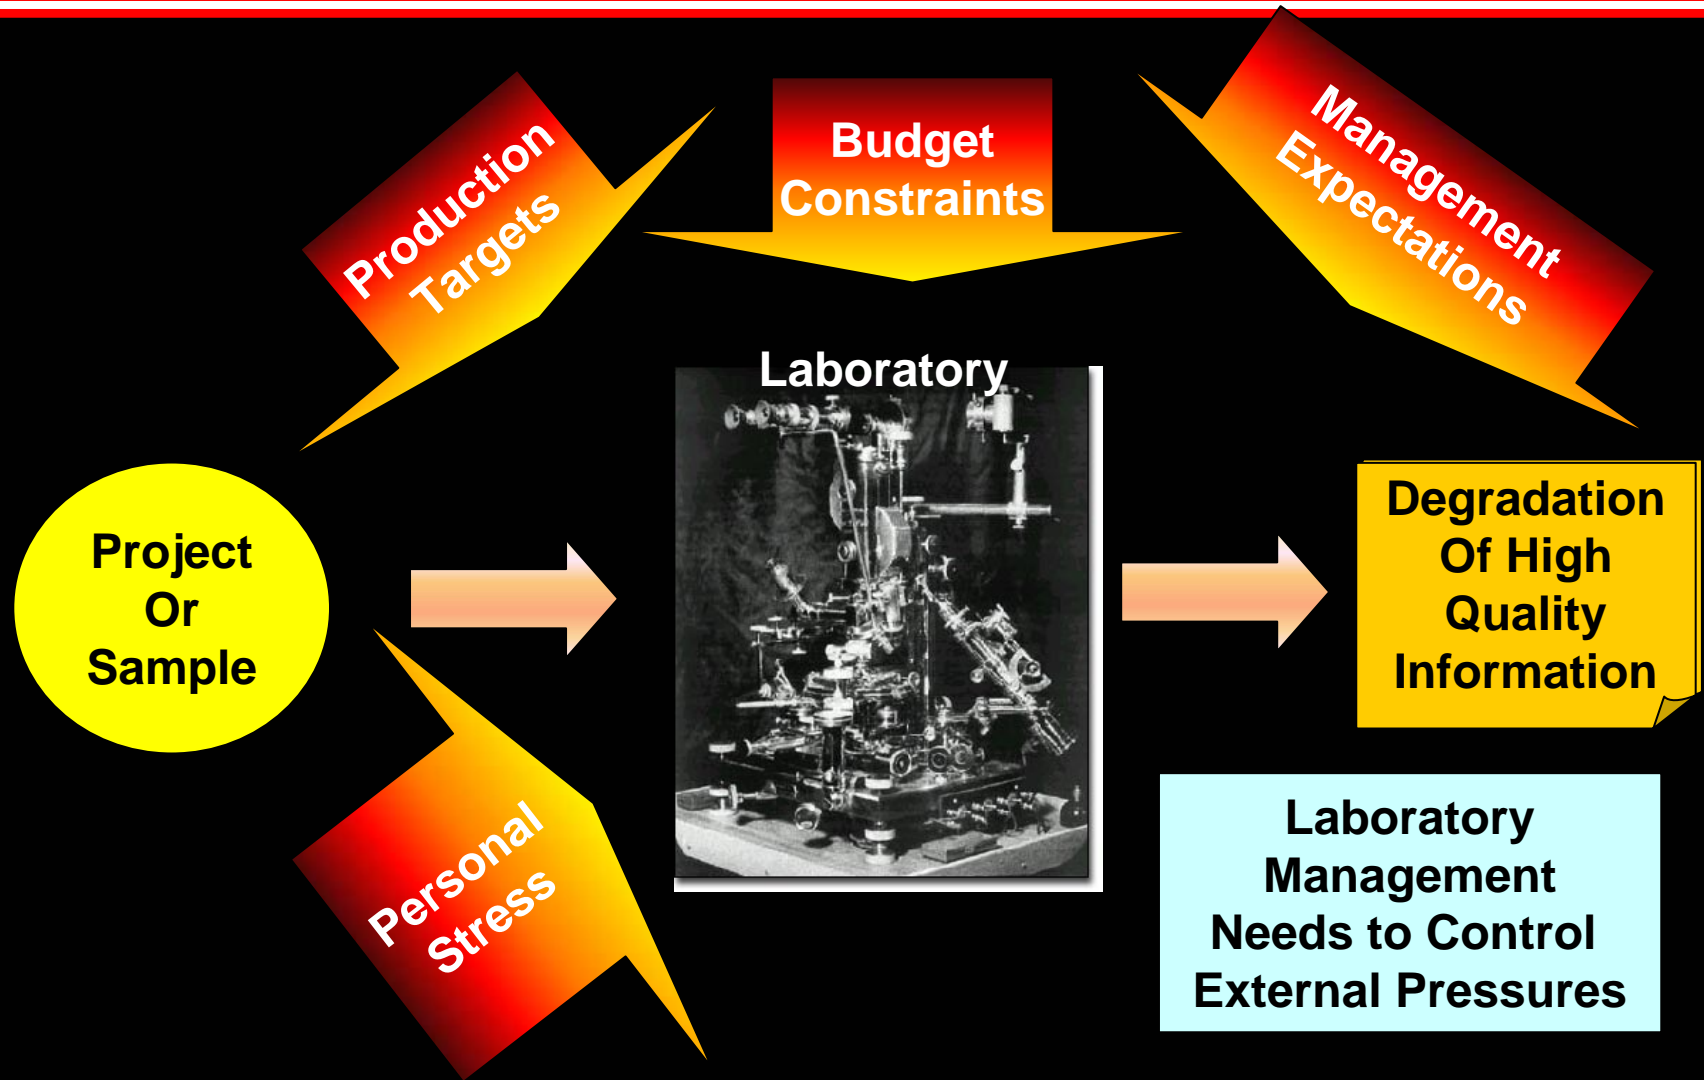 Production
Targets
Budget
Constraints
Management
Expectations
Laboratory
Project
Or
Sample
Degradation
Of High
Quality
Information
Personal
Stress
Laboratory
Management
Needs to Control
External Pressures